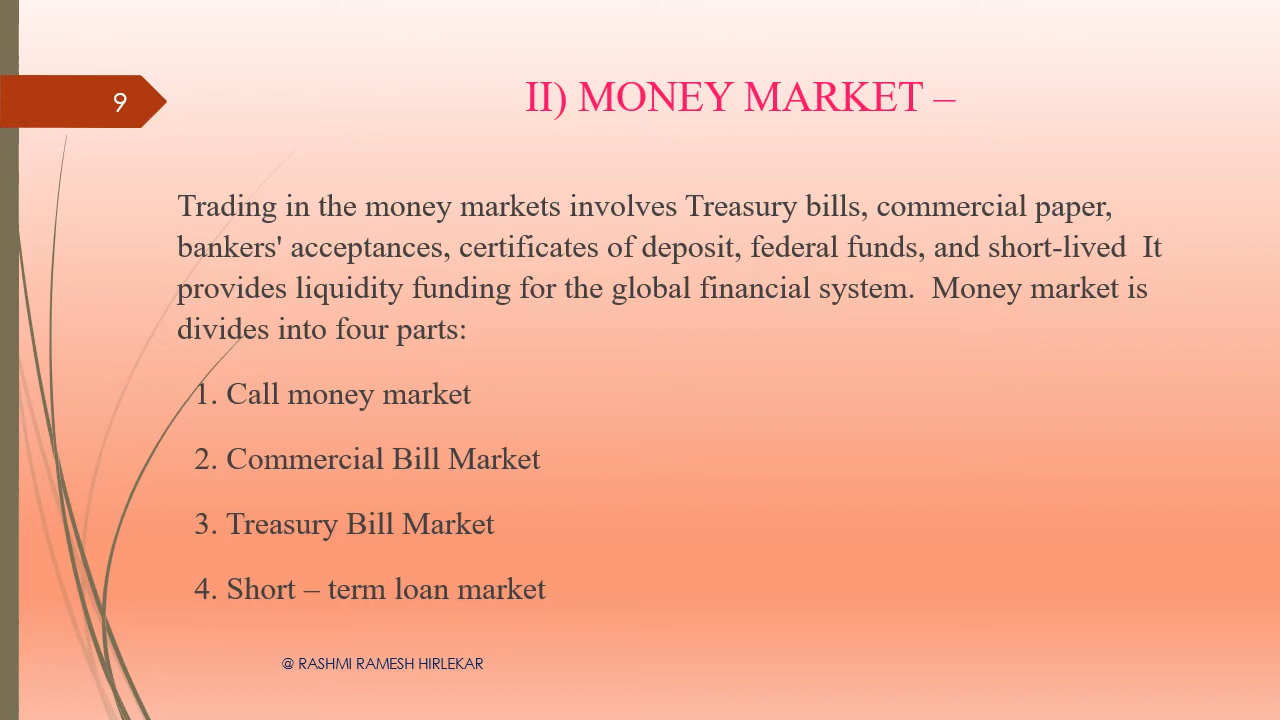 9
II) MONEY MARKET –
Trading in the money markets involves Treasury bills, commercial paper,
bankers' acceptances, certificates of deposit, federal funds, and short-lived  It
provides liquidity funding for the global financial system.  Money market is
divides into four parts:
1. Call money market
2. Commercial Bill Market
3. Treasury Bill Market
4. Short – term loan market
@ RASHMI RAMESH HIRLEKAR